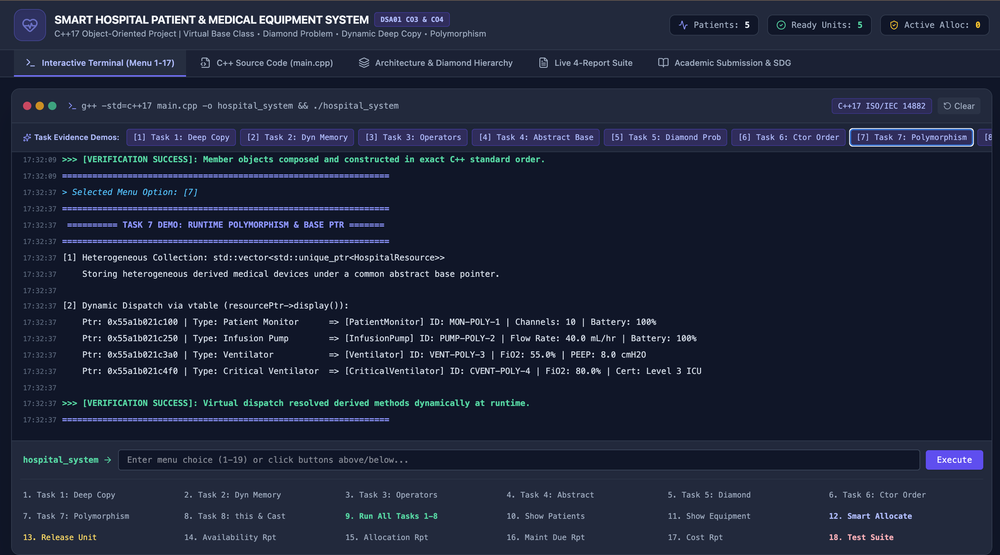 SMART HOSPITAL PATIENT & MEDICAL EQUIPMENT SYSTEM DSA01 CO3 & CO4
C++17 Object-Oriented Project | Virtual Base Class • Diamond Problem • Dynamic Deep Copy • Polymorphism
Patients: 5 Ready Units: 5 Active Alloc: 0
Interactive Terminal (Menu 1-17) C++ Source Code (main.cpp) Architecture & Diamond Hierarchy Live 4-Report Suite Academic Submission & SDG
g++ -std=c++17 main.cpp -o hospital_system && ./hospital_system C++17 ISO/IEC 14882 Clear
Task Evidence Demos: [1] Task 1: Deep Copy [2] Task 2: Dyn Memory [3] Task 3: Operators [4] Task 4: Abstract Base [5] Task 5: Diamond Prob [6] Task 6: Ctor Order [7] Task 7: Polymorphism [8
17:32:09 >>> [VERIFICATION SUCCESS]: Member objects composed and constructed in exact C++ standard order.
17:32:09 =================================================================
17:32:37 > Selected Menu Option: [7]
17:32:37 =================================================================
17:32:37 ========== TASK 7 DEMO: RUNTIME POLYMORPHISM & BASE PTR =======
17:32:37 =================================================================
17:32:37 [1] Heterogeneous Collection: std::vector<std::unique_ptr<HospitalResource>>
17:32:37 Storing heterogeneous derived medical devices under a common abstract base pointer.
17:32:37
17:32:37 [2] Dynamic Dispatch via vtable (resourcePtr->display()):
17:32:37 Ptr: 0x55a1b021c100 | Type: Patient Monitor => [PatientMonitor] ID: MON-POLY-1 | Channels: 10 | Battery: 100%
17:32:37 Ptr: 0x55a1b021c250 | Type: Infusion Pump => [InfusionPump] ID: PUMP-POLY-2 | Flow Rate: 40.0 mL/hr | Battery: 100%
17:32:37 Ptr: 0x55a1b021c3a0 | Type: Ventilator => [Ventilator] ID: VENT-POLY-3 | FiO2: 55.0% | PEEP: 8.0 cmH2O
17:32:37 Ptr: 0x55a1b021c4f0 | Type: Critical Ventilator => [CriticalVentilator] ID: CVENT-POLY-4 | FiO2: 80.0% | Cert: Level 3 ICU
17:32:37
17:32:37 >>> [VERIFICATION SUCCESS]: Virtual dispatch resolved derived methods dynamically at runtime.
17:32:37 =================================================================
hospital_system → Enter menu choice (1-19) or click buttons above/below... Execute
1. Task 1: Deep Copy 2. Task 2: Dyn Memory 3. Task 3: Operators 4. Task 4: Abstract 5. Task 5: Diamond 6. Task 6: Ctor Order
7. Task 7: Polymorphism 8. Task 8: this & Cast 9. Run All Tasks 1-8 10. Show Patients 11. Show Equipment 12. Smart Allocate
13. Release Unit 14. Availability Rpt 15. Allocation Rpt 16. Maint Due Rpt 17. Cost Rpt 18. Test Suite